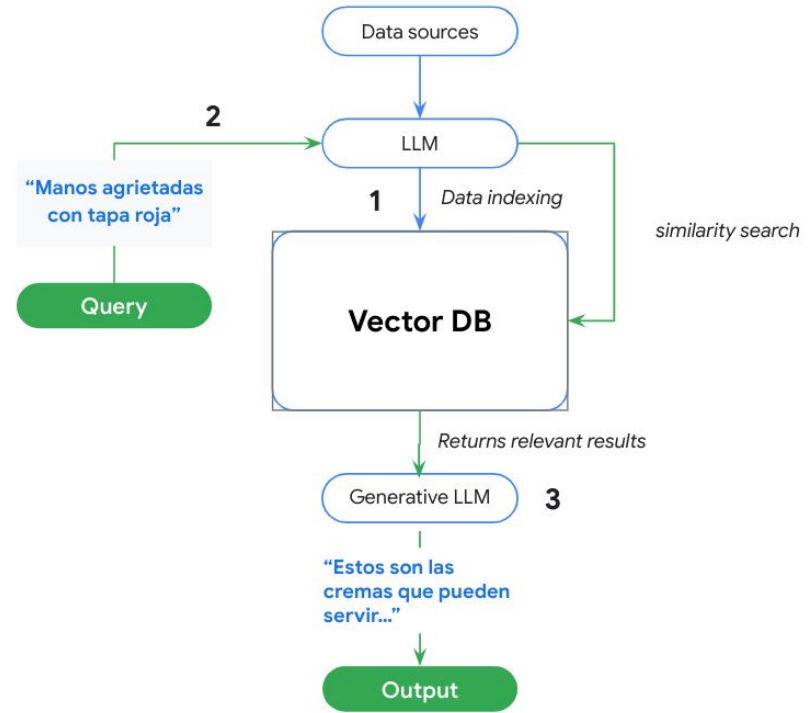 Data sources
2
LLM
“Manos agrietadas
con tapa roja”
1
Data indexing
similarity search
Query
Vector DB
Returns relevant results
Generative LLM
3
“Estos son las
cremas que pueden
servir...”
Output